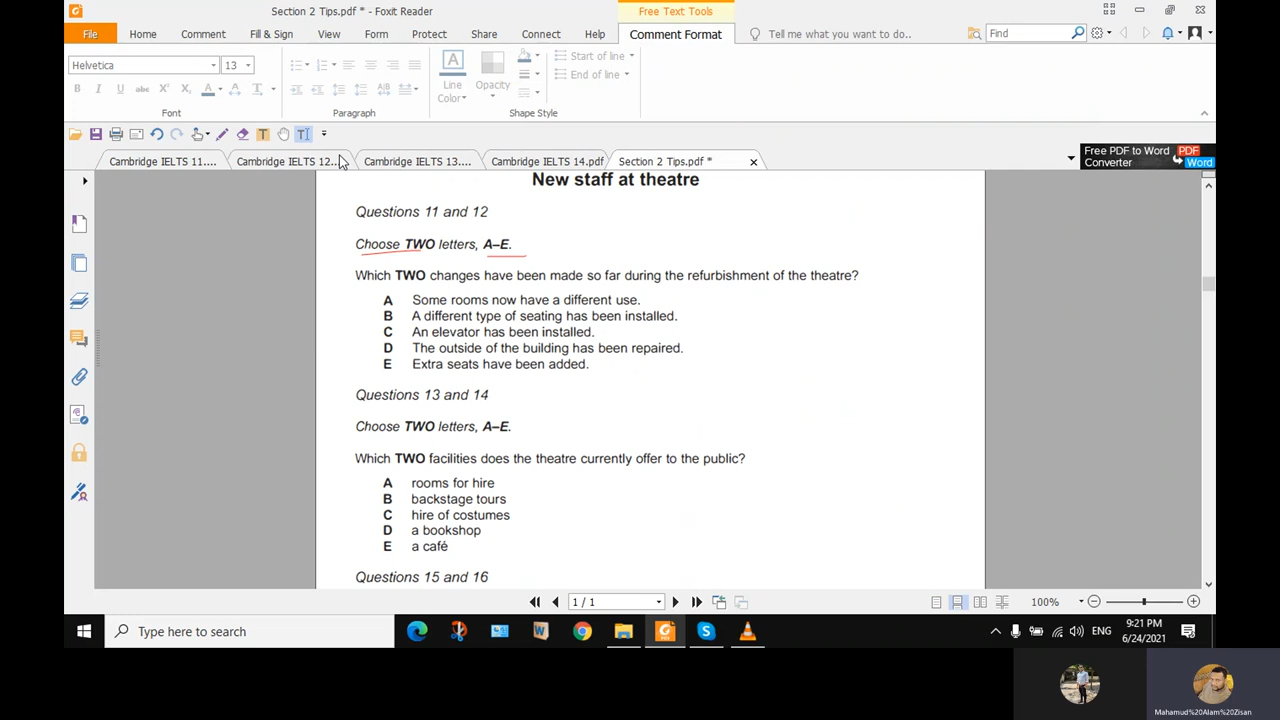 Section 2 Tips.pdf * - Foxit Reader
Free Text Tools
File Home Comment Fill & Sign View Form Protect Share Connect Help Comment Format Tell me what you want to do.. Find
Helvetica 13 Start of line
Line Color Opacity End of line
Font Paragraph Shape Style
Cambridge IELTS 11.... Cambridge IELTS 12... Cambridge IELTS 13.... Cambridge IELTS 14.pdf Section 2 Tips.pdf *
Free PDF to Word Converter PDF Word
New staff at theatre
Questions 11 and 12
Choose TWO letters, A–E.
Which TWO changes have been made so far during the refurbishment of the theatre?
A Some rooms now have a different use.
B A different type of seating has been installed.
C An elevator has been installed.
D The outside of the building has been repaired.
E Extra seats have been added.
Questions 13 and 14
Choose TWO letters, A–E.
Which TWO facilities does the theatre currently offer to the public?
A rooms for hire
B backstage tours
C hire of costumes
D a bookshop
E a café
Questions 15 and 16
1 / 1 100%
Type here to search
ENG
9:21 PM
6/24/2021
Mahamud%20Alam%20Zisan